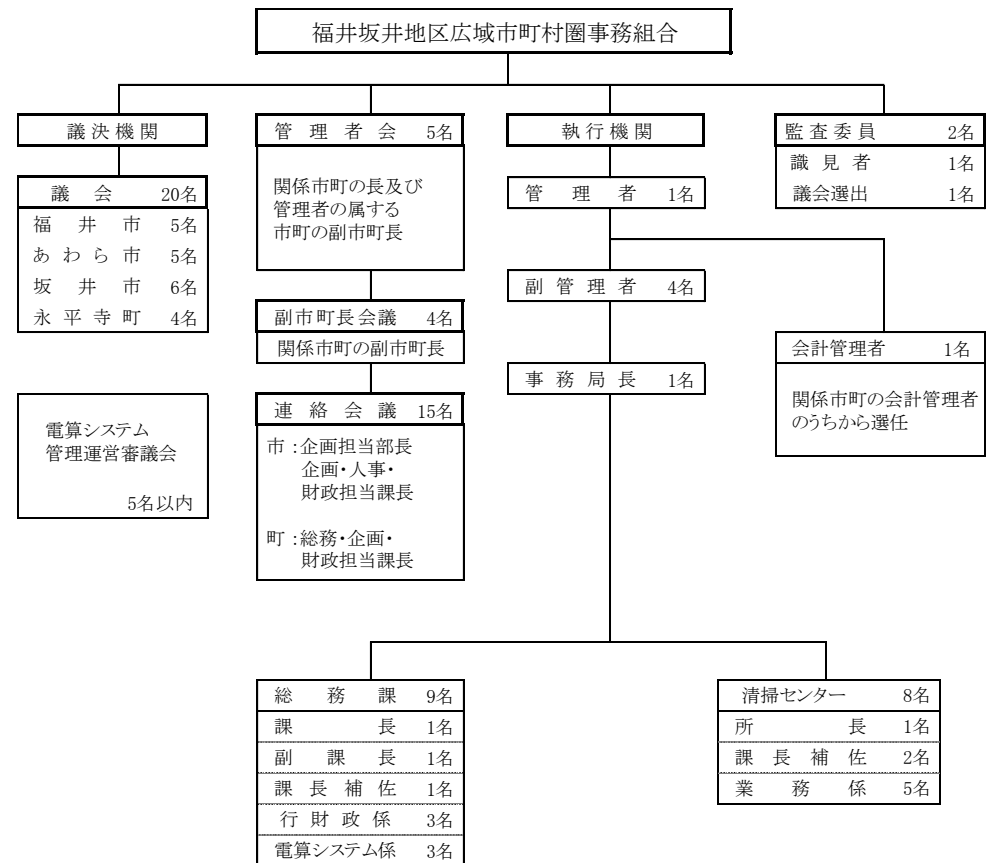 福井坂井地区広域市町村圏事務組合
議決機関
議会 20名
福井市 5名
あわら市 5名
坂井市 6名
永平寺町 4名
電算システム
管理運営審議会
5名以内
管理者会 5名
関係市町の長及び
管理者の属する
市町の副市町長
副市町長会議 4名
関係市町の副市町長
連絡会議 15名
市:企画担当部長
企画・人事・
財政担当課長
町:総務・企画・
財政担当課長
執行機関
管理者 1名
副管理者 4名
事務局長 1名
監査委員 2名
識見者 1名
議会選出 1名
会計管理者 1名
関係市町の会計管理者
のうちから選任
総務課 9名
課長 1名
副課長 1名
課長補佐 1名
行財政係 3名
電算システム係 3名
清掃センター 8名
所長 1名
課長補佐 2名
業務係 5名